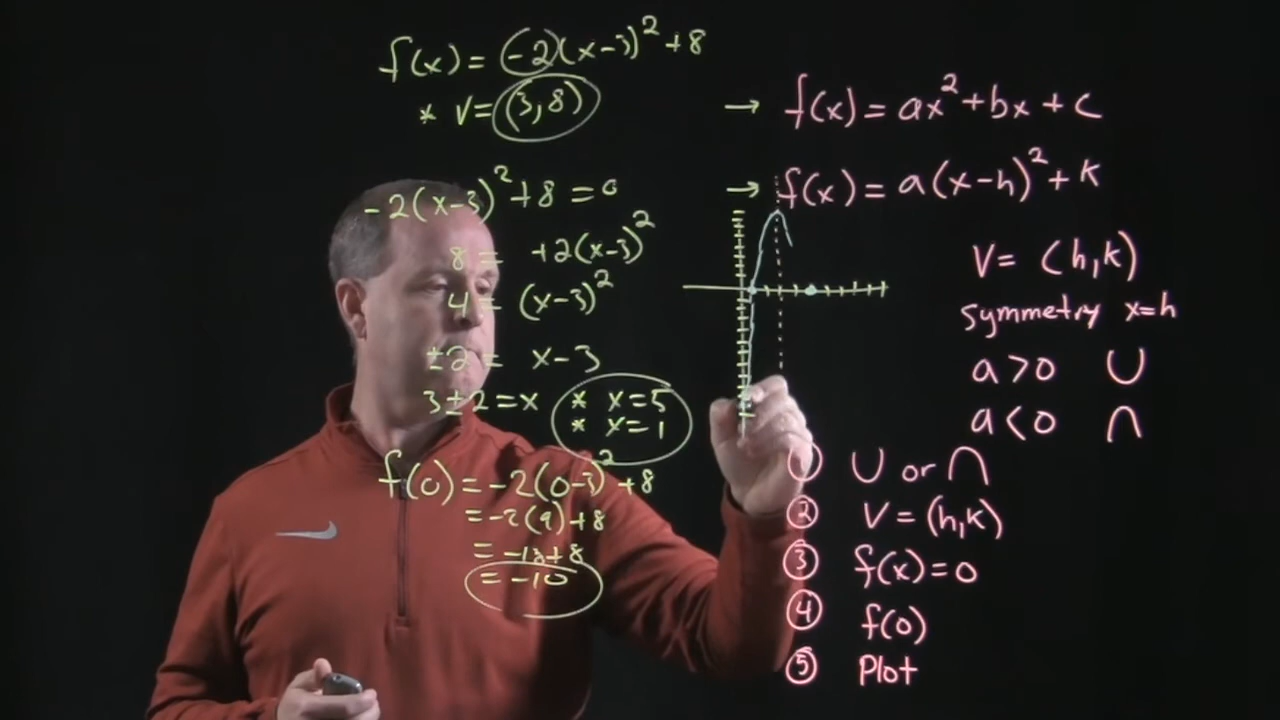 f(x) = (-2)(x-3)²+8
* V = (3,8)
-2(x-3)²+8 = 0
8 = +2(x-3)²
4 = (x-3)²
±2 = x-3
3±2 = x
* x=5
* x=1
f(0) = -2(0-3)²+8
= -2(9)+8
= -18+8
= -10
→ f(x) = ax²+bx+c
→ f(x) = a(x-h)²+k
V = (h,k)
symmetry x=h
a>0 ∪
a<0 ∩
① ∪ or ∩
② V = (h,k)
③ f(x) = 0
④ f(0)
⑤ Plot